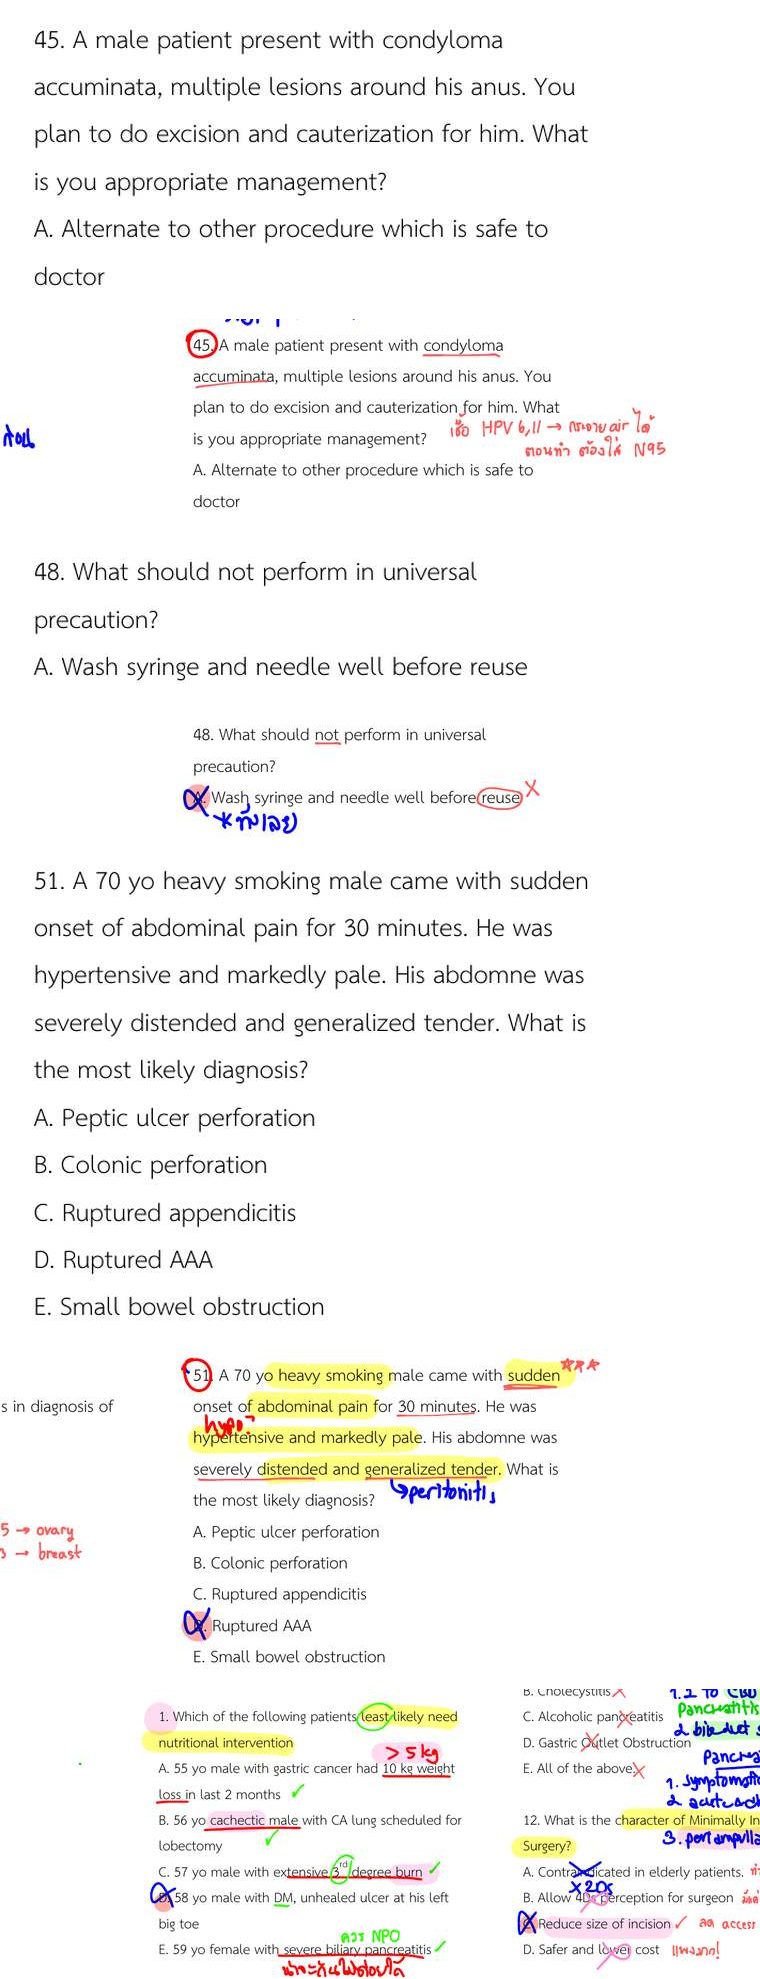 45. A male patient present with condyloma
accuminata, multiple lesions around his anus. You
plan to do excision and cauterization for him. What
is you appropriate management?
A. Alternate to other procedure which is safe to
doctor
45. A male patient present with condyloma
accuminata, multiple lesions around his anus. You
plan to do excision and cauterization for him. What
is you appropriate management?
เชื้อ HPV 6,11 → กระจาย air ได้
ตอนทำ ต้องใส่ N95
A. Alternate to other procedure which is safe to
doctor
48. What should not perform in universal
precaution?
A. Wash syringe and needle well before reuse
48. What should not perform in universal
precaution?
A. Wash syringe and needle well before reuse X
* ทิ้งเลย
51. A 70 yo heavy smoking male came with sudden
onset of abdominal pain for 30 minutes. He was
hypertensive and markedly pale. His abdomne was
severely distended and generalized tender. What is
the most likely diagnosis?
A. Peptic ulcer perforation
B. Colonic perforation
C. Ruptured appendicitis
D. Ruptured AAA
E. Small bowel obstruction
51. A 70 yo heavy smoking male came with sudden
s in diagnosis of
onset of abdominal pain for 30 minutes. He was
hypo?
hypertensive and markedly pale. His abdomne was
severely distended and generalized tender. What is
the most likely diagnosis?
↳peritonitis
5 → ovary
3 → breast
A. Peptic ulcer perforation
B. Colonic perforation
C. Ruptured appendicitis
D. Ruptured AAA
E. Small bowel obstruction
1. Which of the following patients least likely need
nutritional intervention
> 5 kg
A. 55 yo male with gastric cancer had 10 kg weight
loss in last 2 months ✓
B. 56 yo cachectic male with CA lung scheduled for
lobectomy ✓
C. 57 yo male with extensive 3rd degree burn ✓
D. 58 yo male with DM, unhealed ulcer at his left
big toe
ควร NPO
E. 59 yo female with severe biliary pancreatitis ✓
B. Cholecystitis X
C. Alcoholic pancreatitis
D. Gastric Outlet Obstruction
E. All of the above X
Pancreatitis
2 bile duct
1. Symptomatic
12. What is the character of Minimally In
Surgery?
A. Contraindicated in elderly patients.
x 2Ds
B. Allow 4Ds perception for surgeon
C. Reduce size of incision ✓ ลด access
D. Safer and lower cost แพงมาก!